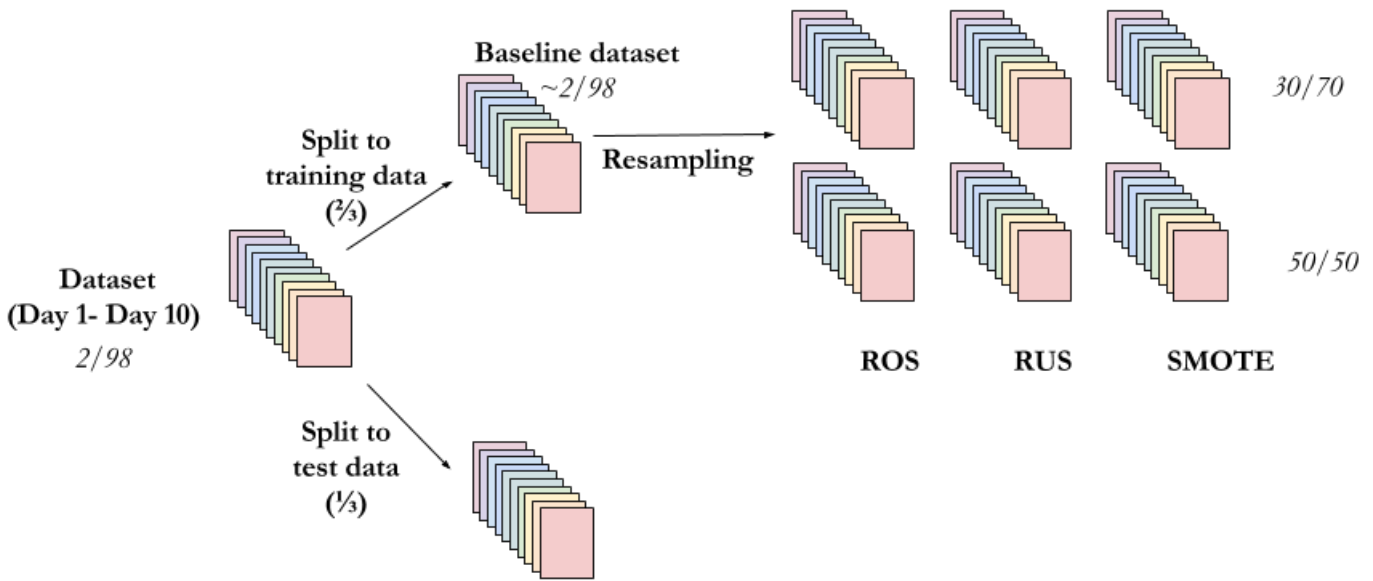 Baseline dataset
~2/98
30/70
Split to
training data
(⅔)
Resampling
50/50
Dataset
(Day 1- Day 10)
2/98
ROS
RUS
SMOTE
Split to
test data
(⅓)